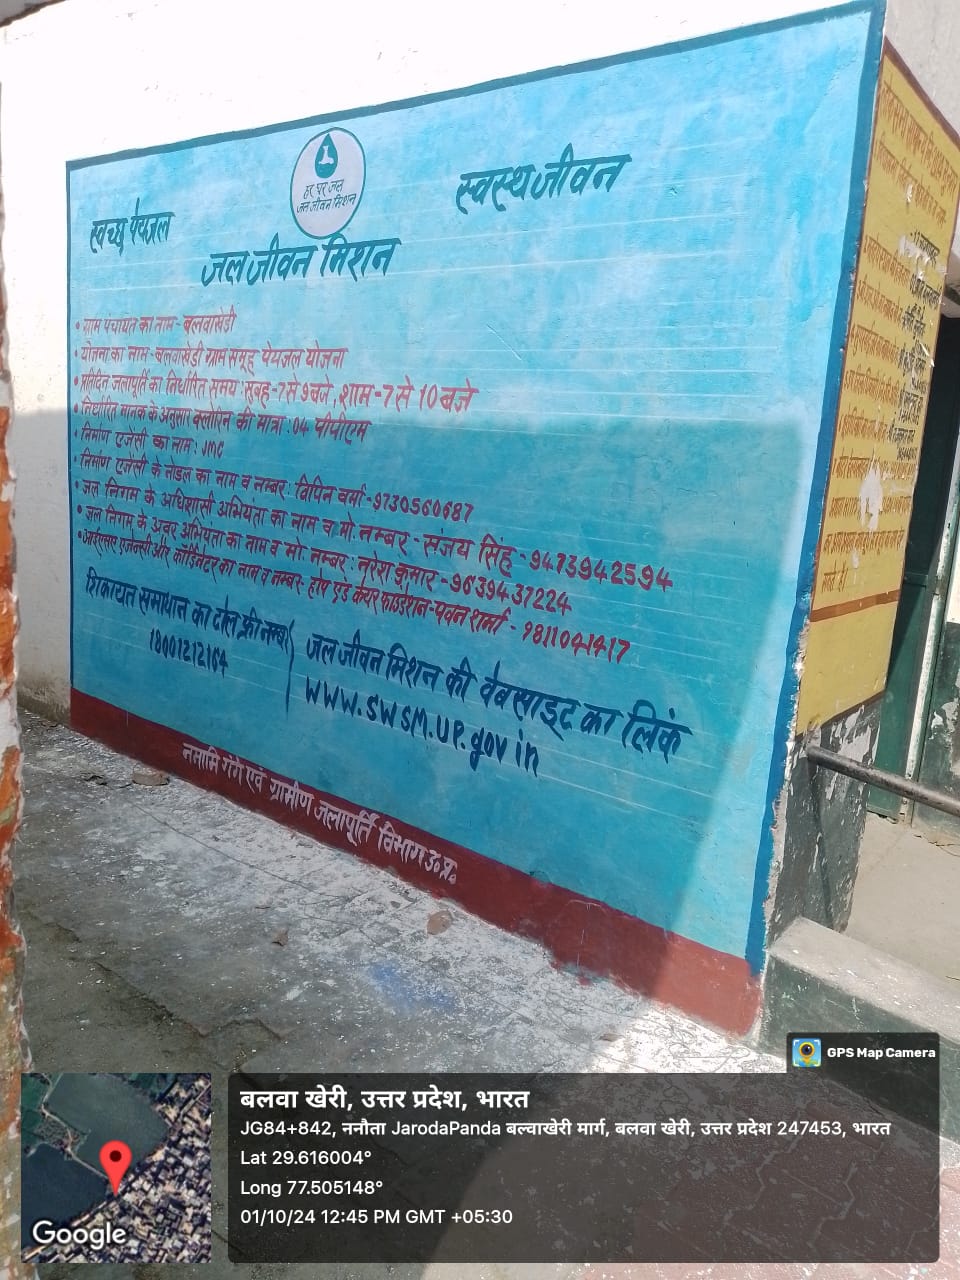 स्वच्छ पेयजल
हर घर जल
जल जीवन मिशन
स्वस्थ जीवन
जल जीवन मिशन
• ग्राम पंचायत का नाम - बलवाखेडी
• योजना का नाम - बलवाखेडी ग्राम समूह पेयजल योजना
• प्रतिदिन जलापूर्ति का निर्धारित समय : सुबह - 7 से 9 बजे, शाम - 7 से 10 बजे
• निर्धारित मानक के अनुसार क्लोरिन की मात्रा : 04 पीपीएम
• निर्माण एजेंसी का नाम : JMC
• निर्माण एजेंसी के नोडल का नाम व नम्बर : विपिन वर्मा - 9730560687
• जल निगम के अधिशासी अभियंता का नाम व मो. नम्बर - संजय सिंह - 9473942594
• जल निगम के अवर अभियंता का नाम व मो. नम्बर : नरेश कुमार - 9639437224
• आईएसए एजेन्सी और कॉर्डिनेटर का नाम व नम्बर - होप एंड केयर फाउंडेशन - पवन शर्मा - 9811041417
शिकायत समाधान का टोल फ्री नम्बर
18001212164
जल जीवन मिशन की वेबसाइट का लिंक
WWW.SWSM.UP.gov in
नमामि गंगे एवं ग्रामीण जलापूर्ति विभाग उ. प्र.
GPS Map Camera
बलवा खेरी, उत्तर प्रदेश, भारत
JG84+842, ननौता JarodaPanda बल्वाखेरी मार्ग, बलवा खेरी, उत्तर प्रदेश 247453, भारत
Lat 29.616004°
Long 77.505148°
01/10/24 12:45 PM GMT +05:30
Google